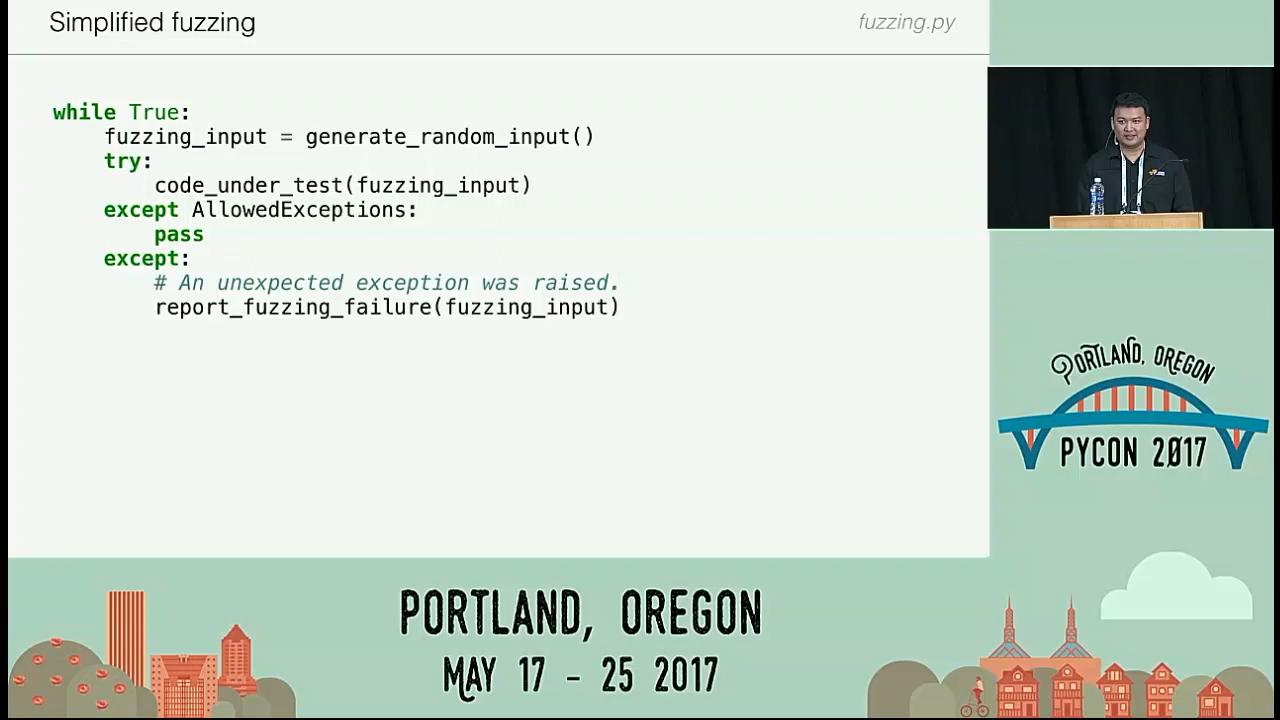 Simplified fuzzing
fuzzing.py
while True:
    fuzzing_input = generate_random_input()
    try:
        code_under_test(fuzzing_input)
    except AllowedExceptions:
        pass
    except:
        # An unexpected exception was raised.
        report_fuzzing_failure(fuzzing_input)
PORTLAND, OREGON
PYCON 2017
PORTLAND, OREGON
MAY 17 - 25 2017